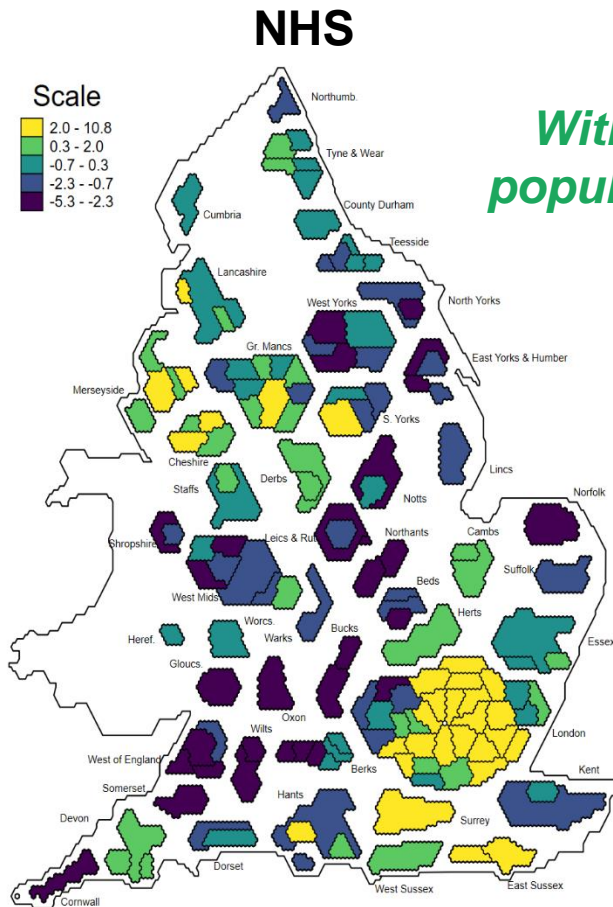 NHS
Scale
2.0 - 10.8
0.3 - 2.0
-0.7 - 0.3
-2.3 - -0.7
-5.3 - -2.3
With
popul
Northumb.
Tyne & Wear
Cumbria
County Durham
Teesside
Lancashire
West Yorks
North Yorks
Gr. Mancs
East Yorks & Humber
Merseyside
S. Yorks
Cheshire
Lincs
Staffs
Derbs
Notts
Norfolk
Shropshire
Leics & Rut
Northants
Cambs
Suffolk
West Mids
Beds
Worcs.
Warks
Bucks
Herts
Heref.
Essex
Gloucs.
Oxon
London
Wilts
West of England
Berks
Kent
Somerset
Hants
Devon
Surrey
Dorset
West Sussex
East Sussex
Cornwall